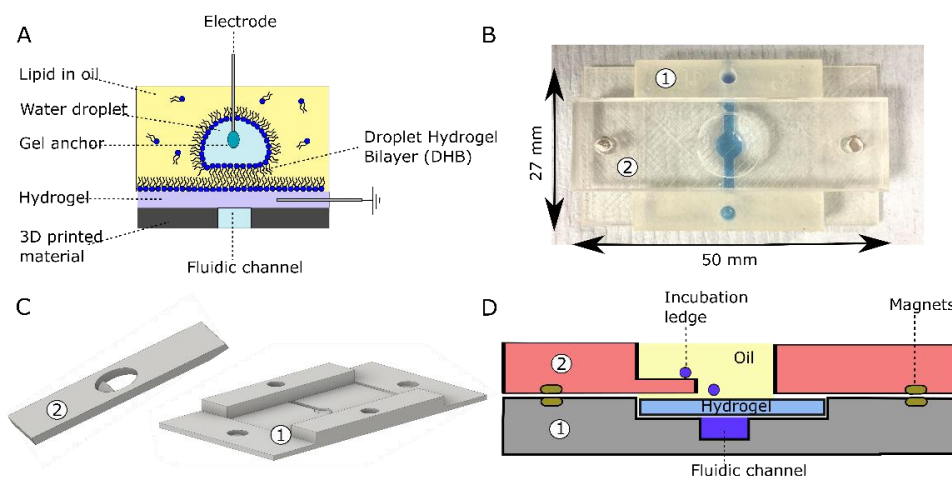 A
Electrode
Lipid in oil
Water droplet
Gel anchor
Droplet Hydrogel
Bilayer (DHB)
Hydrogel
3D printed
material
Fluidic channel
B
1
2
27 mm
50 mm
C
2
1
D
Incubation
ledge
Magnets
2
Oil
Hydrogel
1
Fluidic channel